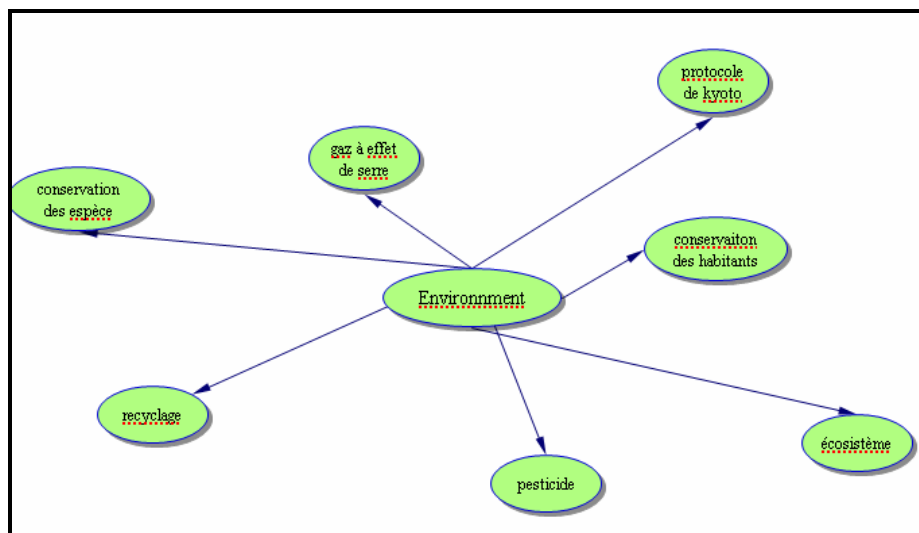 protocole
de kyoto
gaz à effet
de serre
conservation
des espèce
conservaiton
des habitants
Environnment
recyclage
écosistème
pesticide